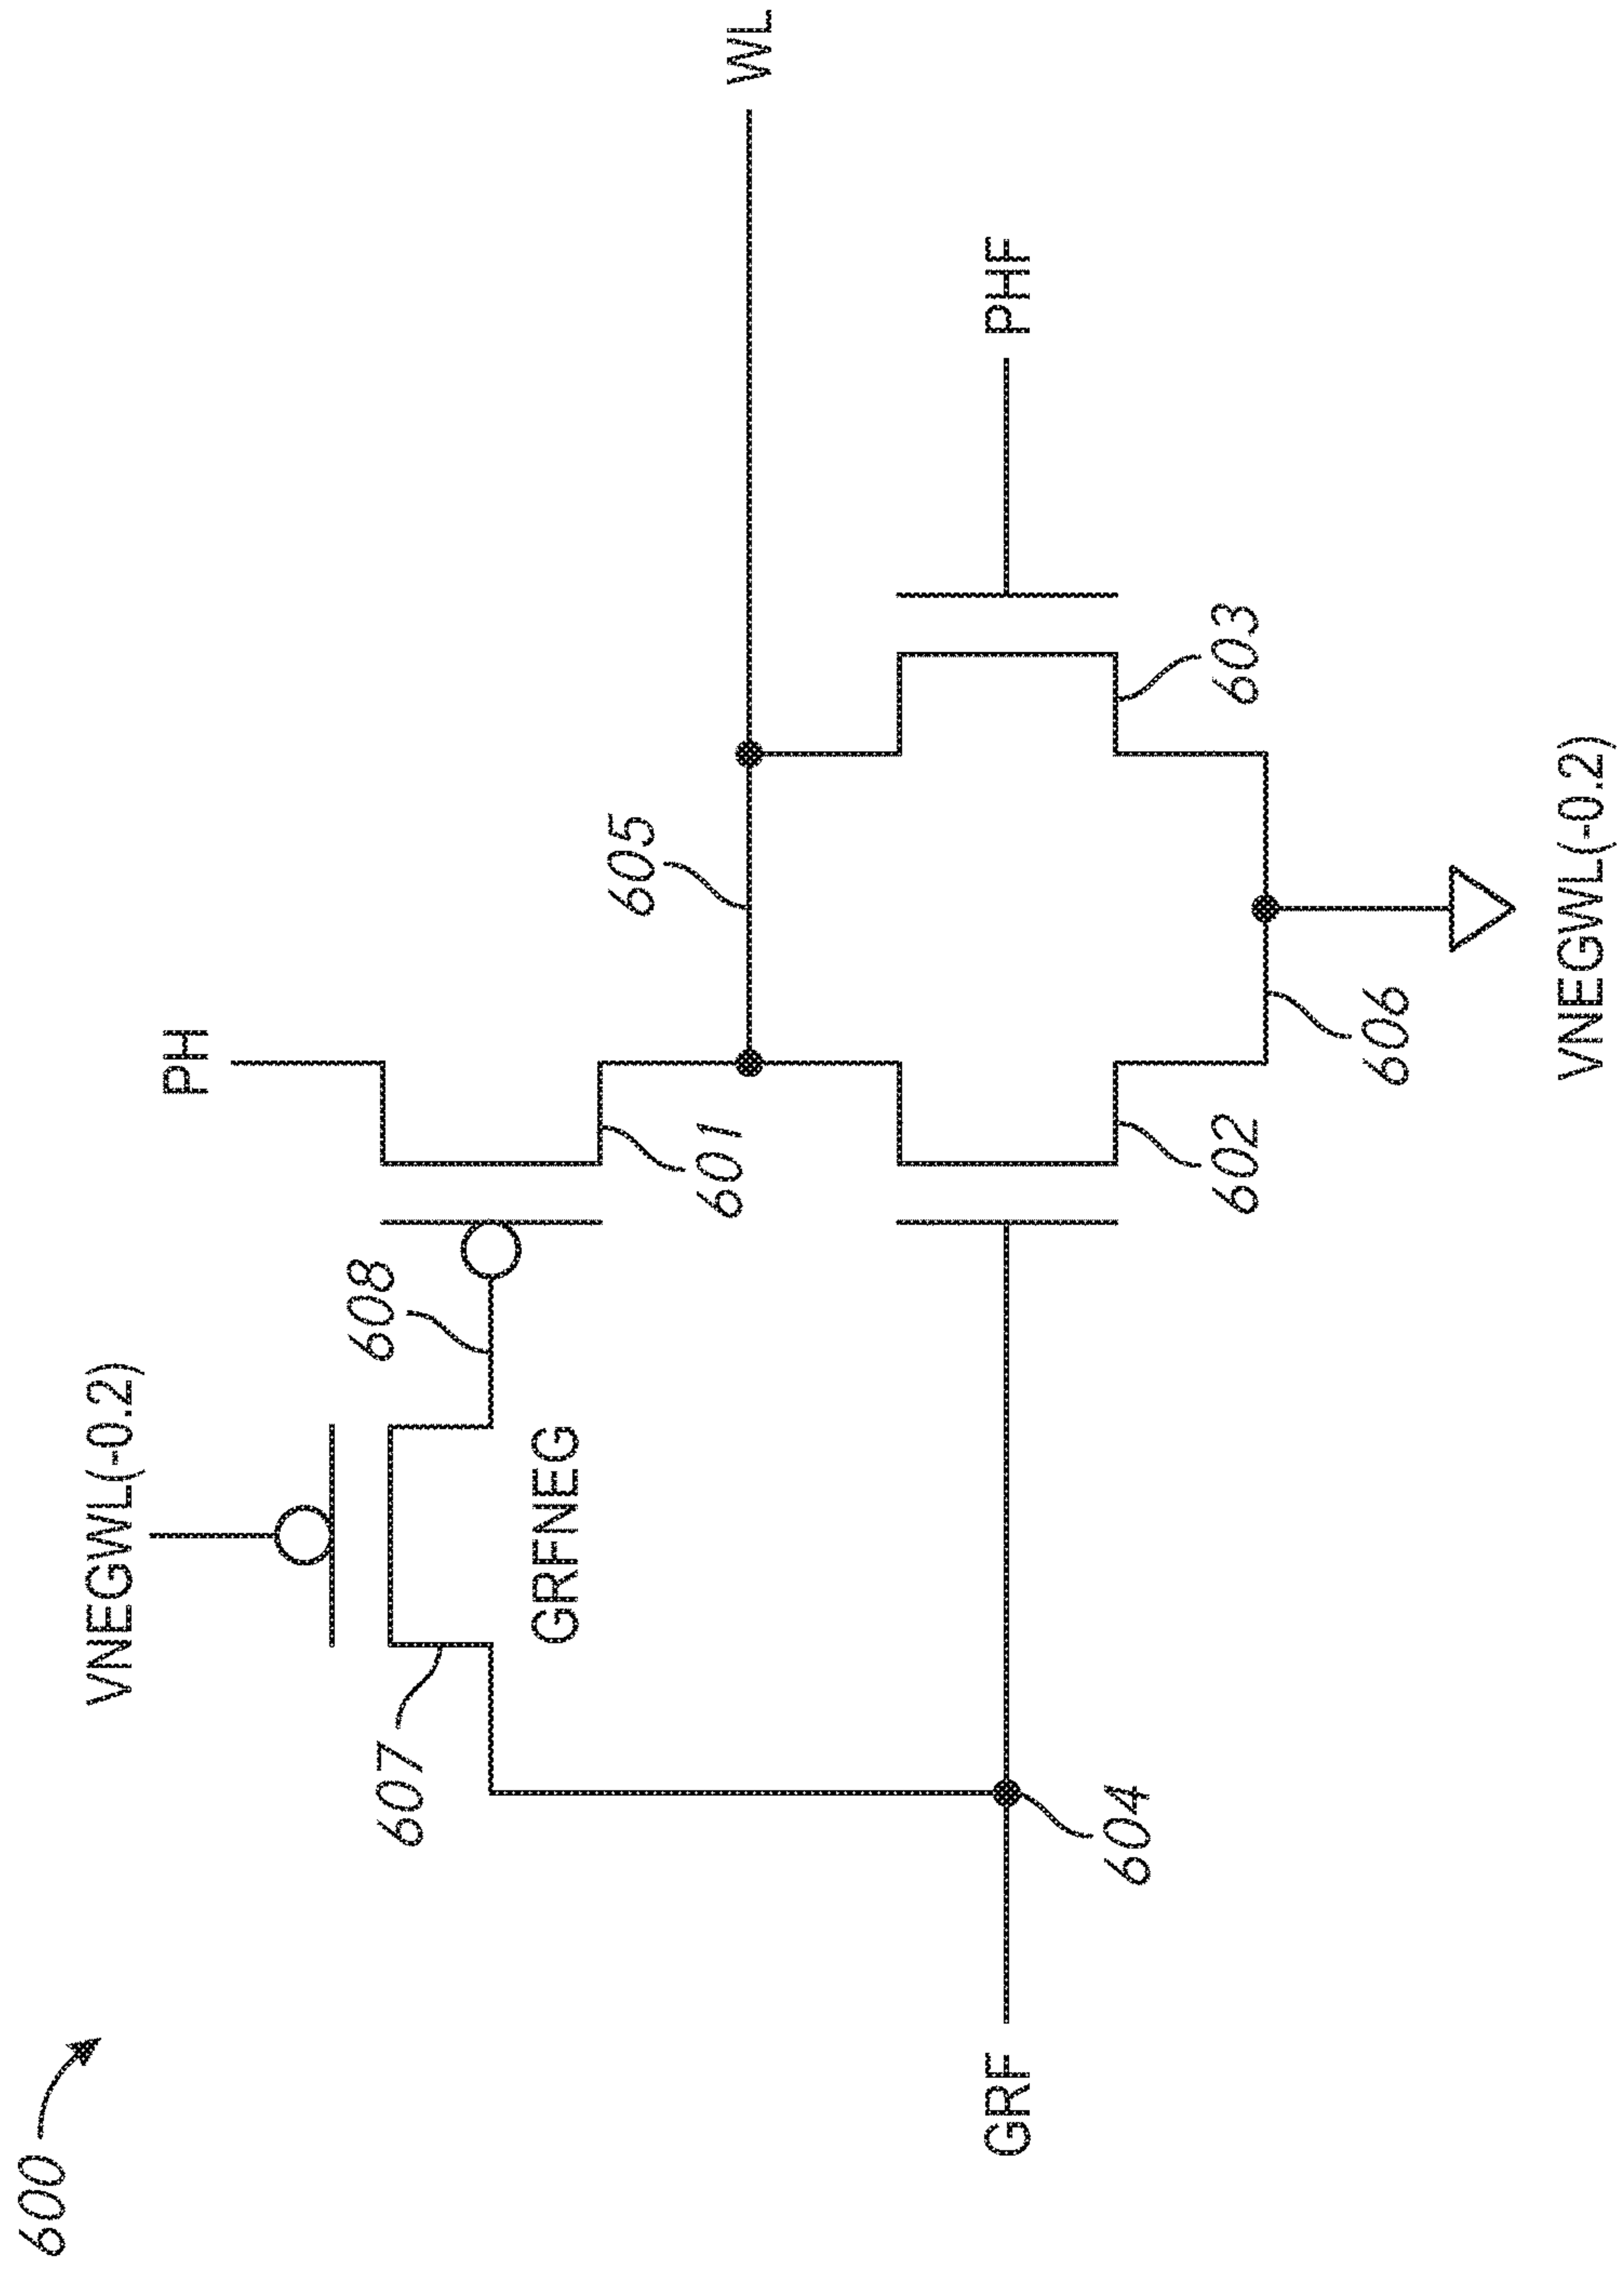 600
VNEGWL(-0.2)
PH
607
608
GRFNEG
601
605
WL
GRF
604
602
603
PHF
606
VNEGWL(-0.2)